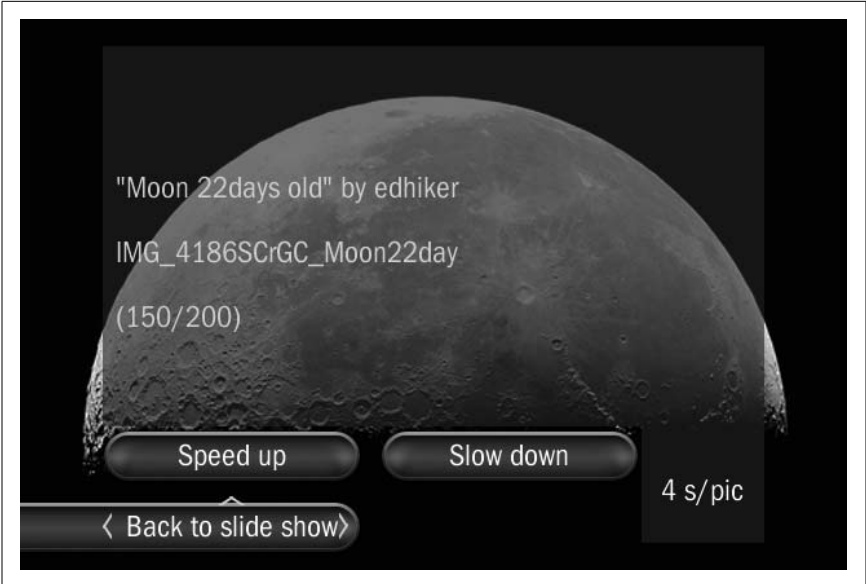 "Moon 22days old" by edhiker
IMG_4186SCrGC_Moon22day
(150/200)
Speed up
Slow down
4 s/pic
Back to slide show